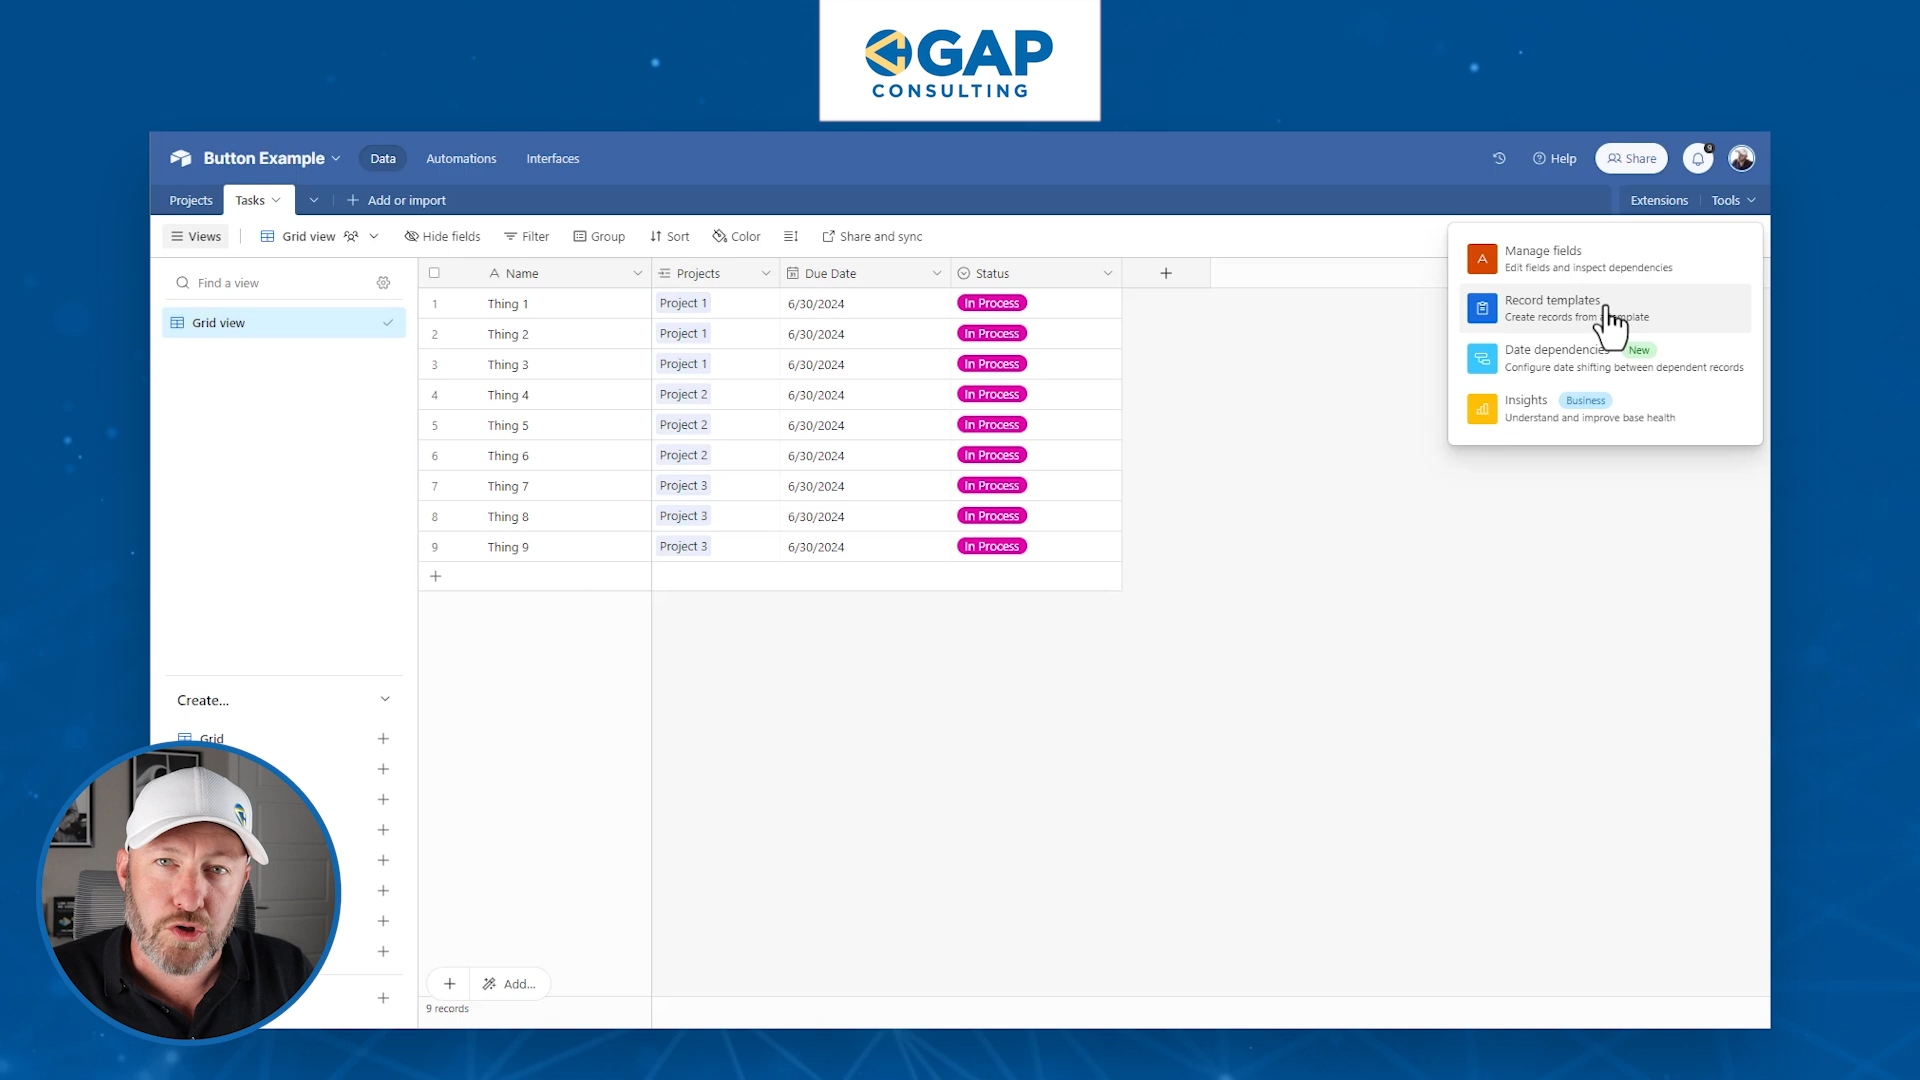 GAP
CONSULTING
Button Example
Data
Automations
Interfaces
Help
Share
9
Projects
Tasks
Add or import
Extensions
Tools
Views
Grid view
Hide fields
Filter
Group
Sort
Color
Share and sync
Find a view
Grid view
Name
Projects
Due Date
Status
1 Thing 1 Project 1 6/30/2024 In Process
2 Thing 2 Project 1 6/30/2024 In Process
3 Thing 3 Project 1 6/30/2024 In Process
4 Thing 4 Project 2 6/30/2024 In Process
5 Thing 5 Project 2 6/30/2024 In Process
6 Thing 6 Project 2 6/30/2024 In Process
7 Thing 7 Project 3 6/30/2024 In Process
8 Thing 8 Project 3 6/30/2024 In Process
9 Thing 9 Project 3 6/30/2024 In Process
Manage fields
Edit fields and inspect dependencies
Record templates
Create records from
Date dependencies New
Configure date shifting between dependent records
Insights Business
Understand and improve base health
Create...
Grid
Add...
9 records